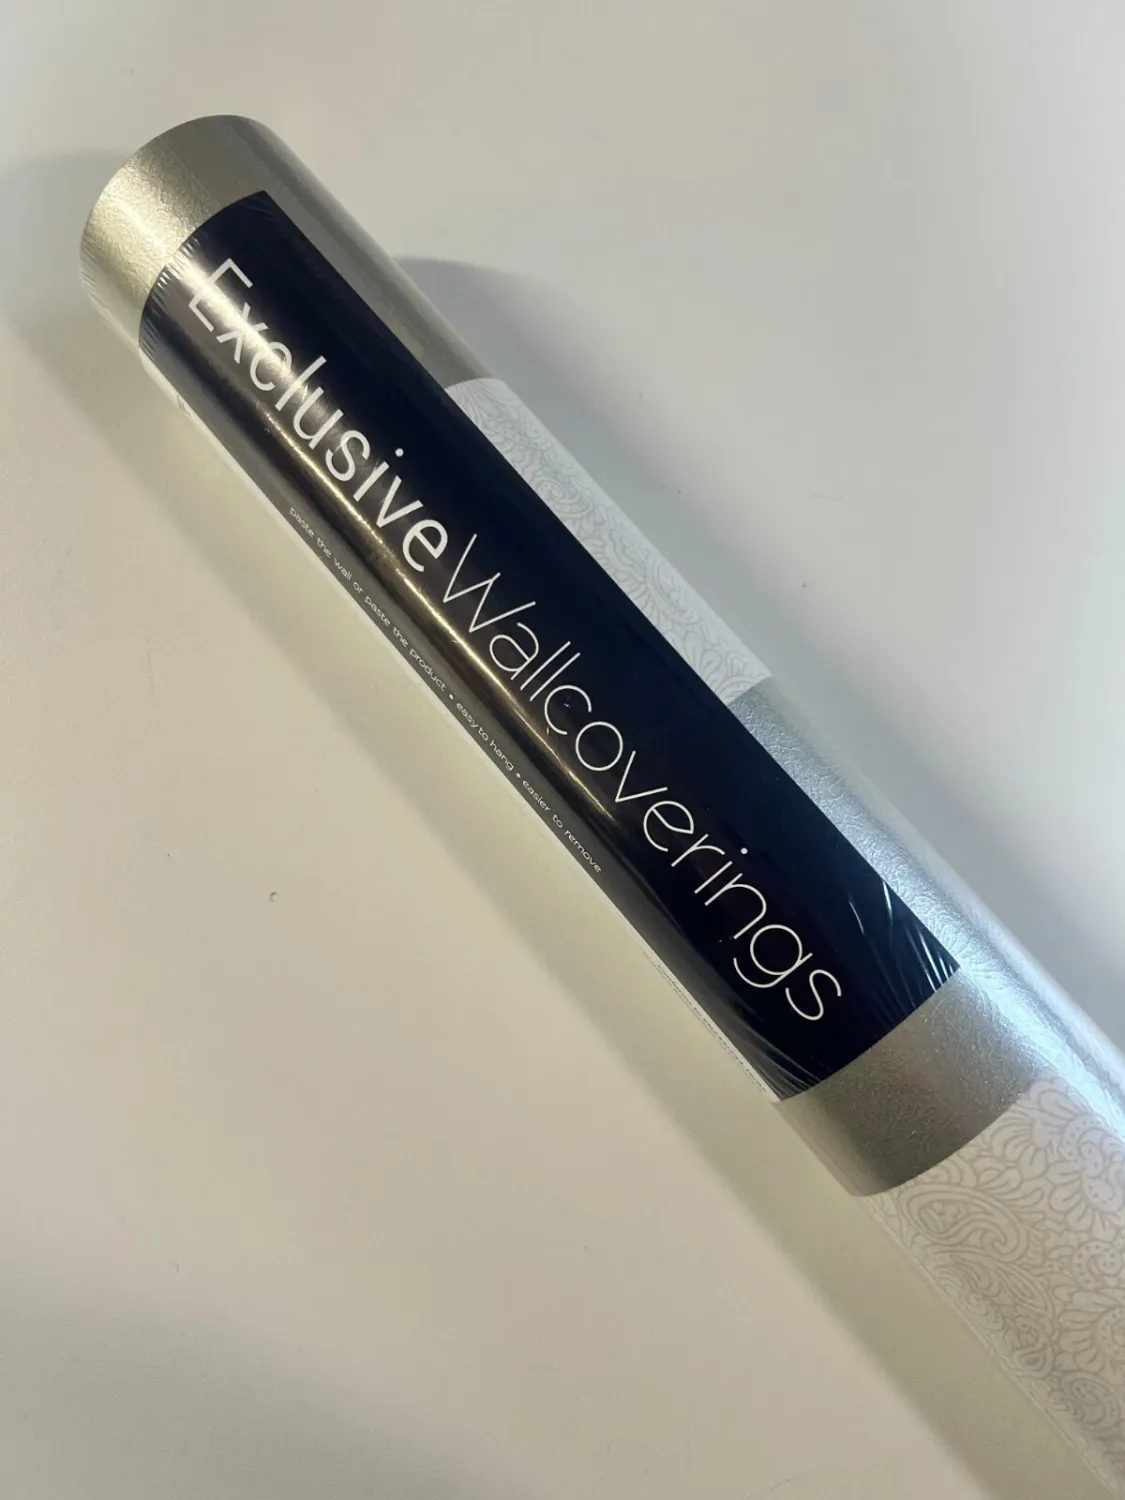 Exclusive Wallcoverings
paste the wall or paste the product • easy to hang • easier to remove